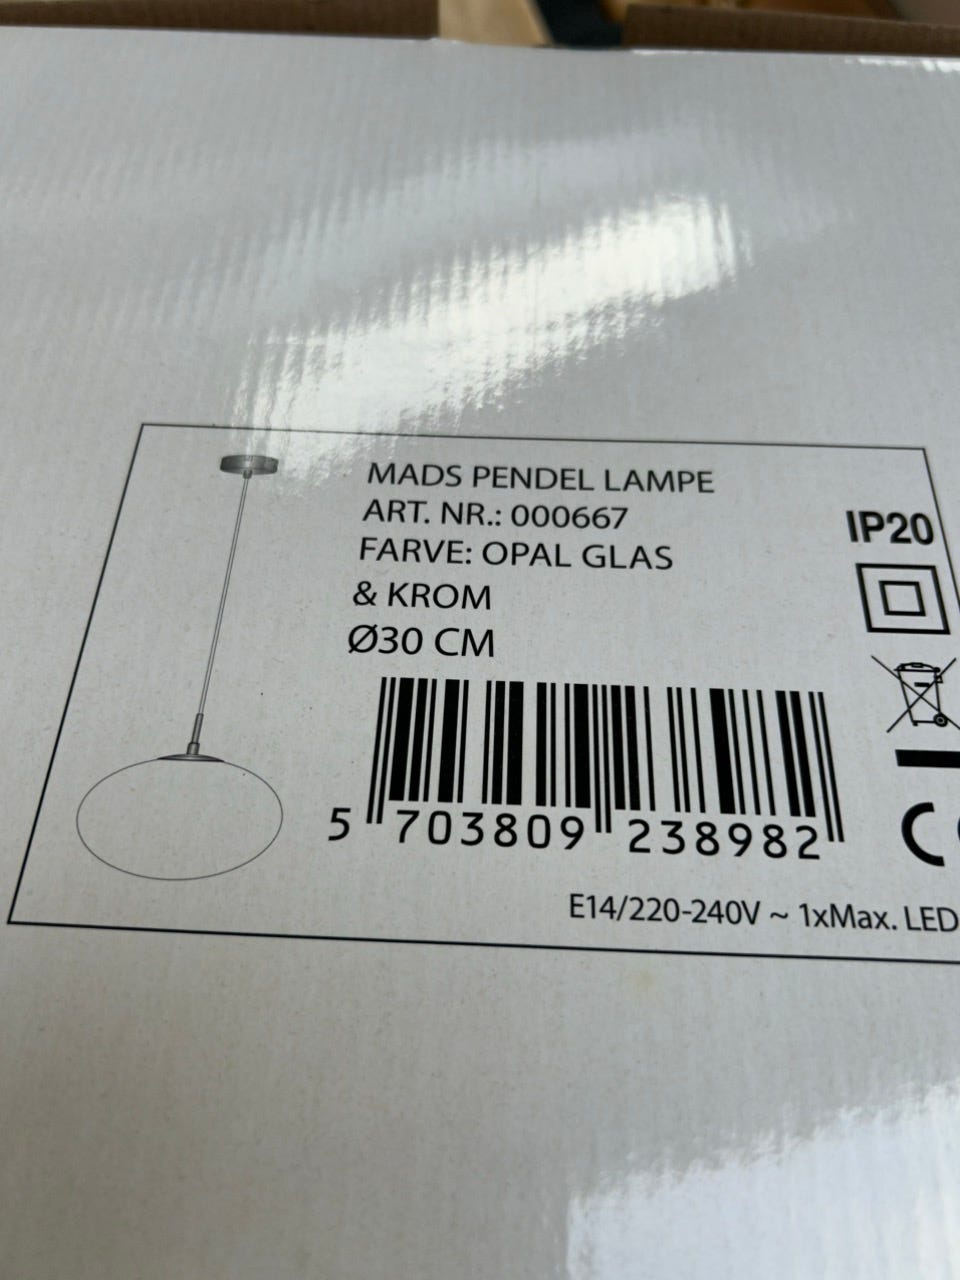 MADS PENDEL LAMPE
ART. NR.: 000667
FARVE: OPAL GLAS
& KROM
Ø30 CM
IP20
5 703809 238982
CE
E14/220-240V ~ 1xMax. LED